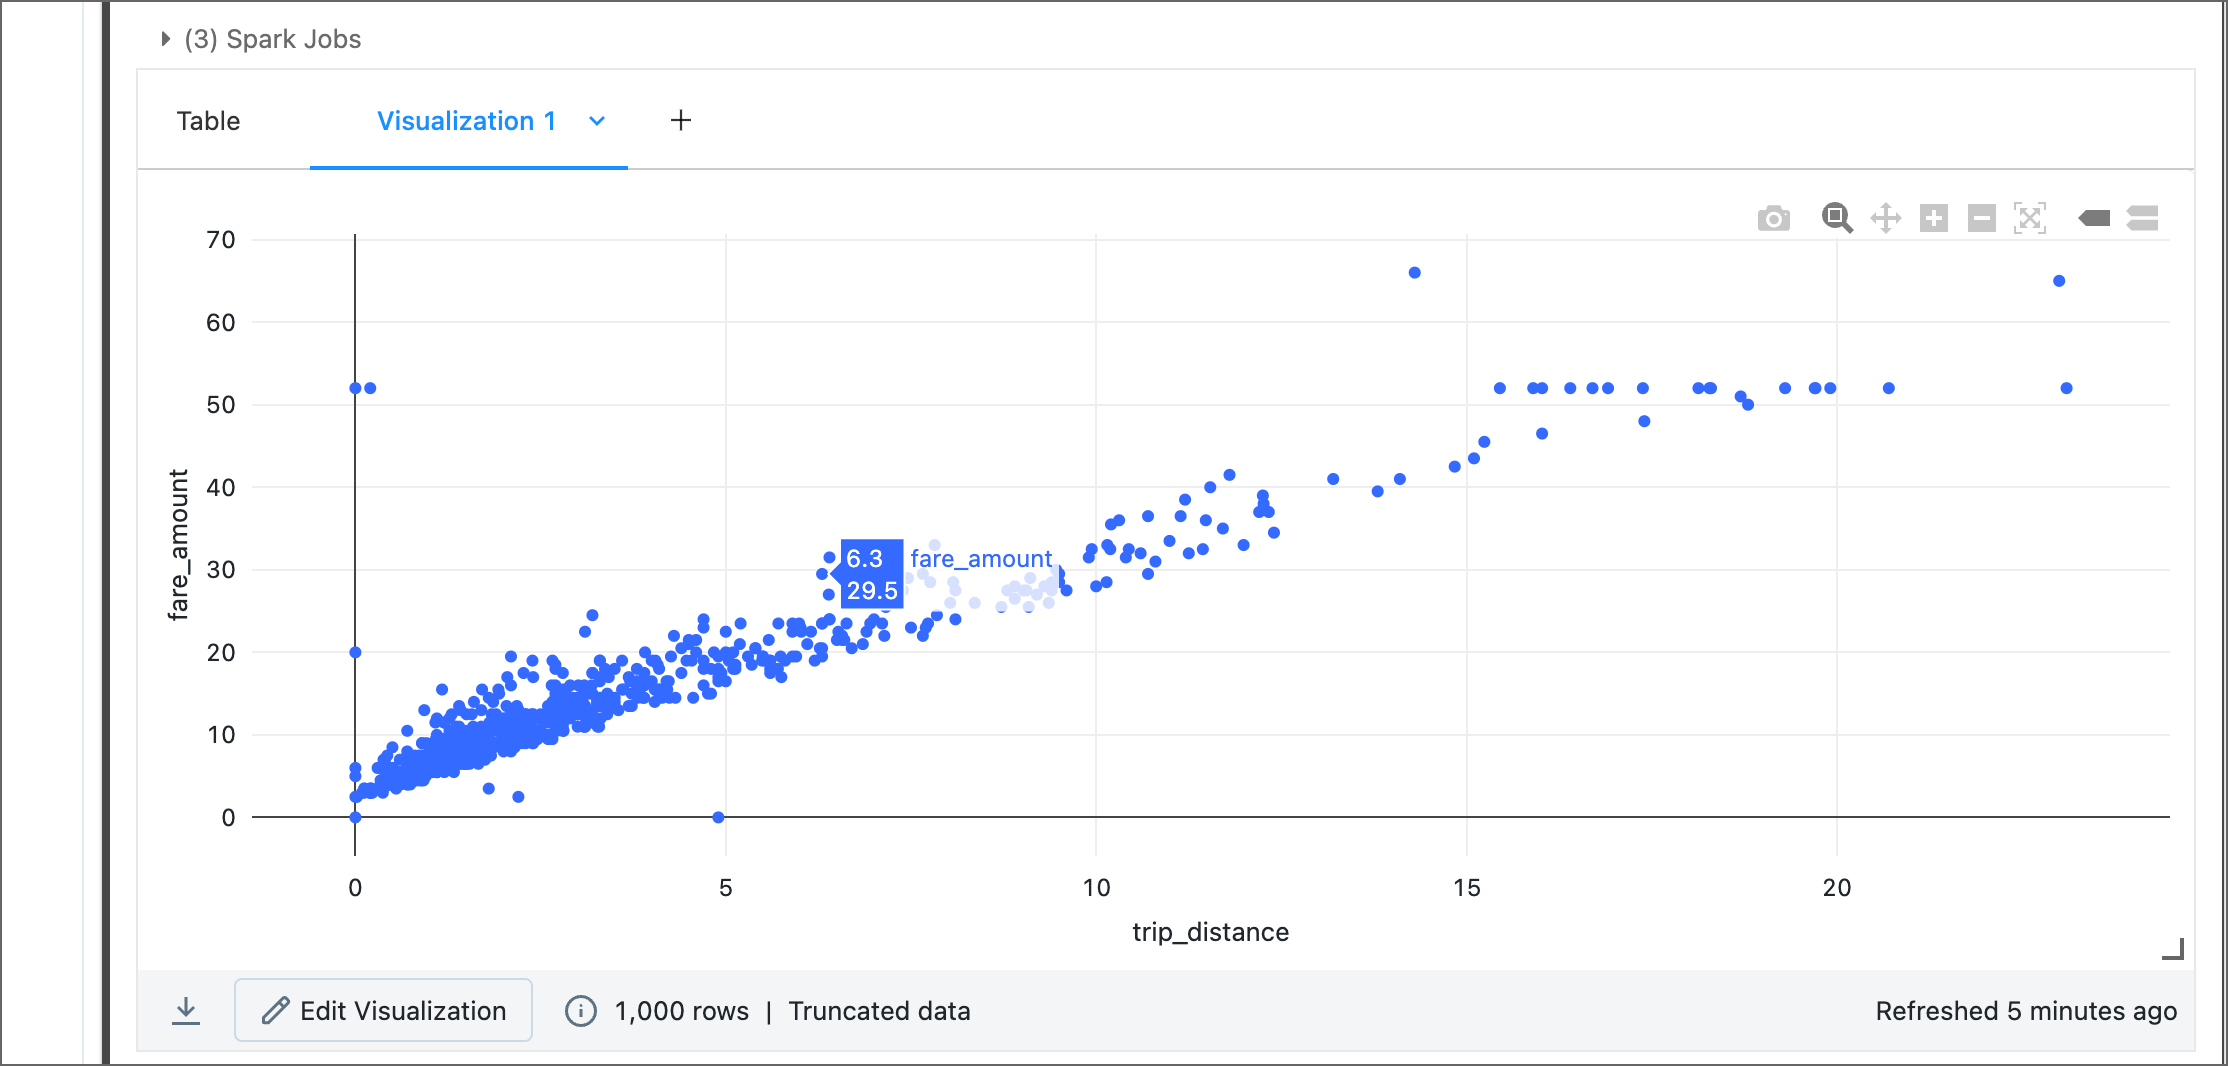 (3) Spark Jobs
Table
Visualization 1
70
60
50
40
30
20
10
0
fare_amount
6.3
29.5
fare_amount
0
5
10
15
20
trip_distance
Edit Visualization
1,000 rows | Truncated data
Refreshed 5 minutes ago